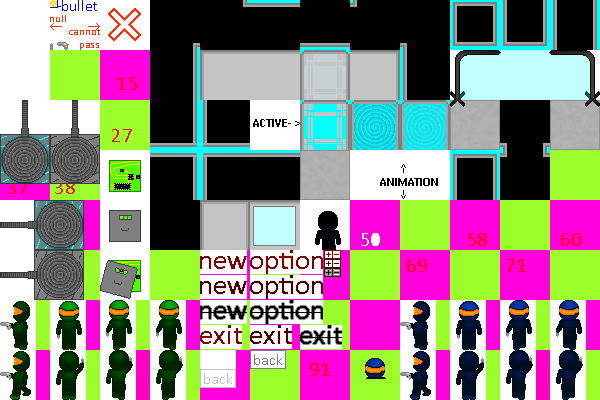 -bullet
null
cannot
pass
15
ACTIVE- >
27
37 38
ANIMATION
50 58 60
newoption
69 71
newoption
newoption
exit exit exit
back
91
back